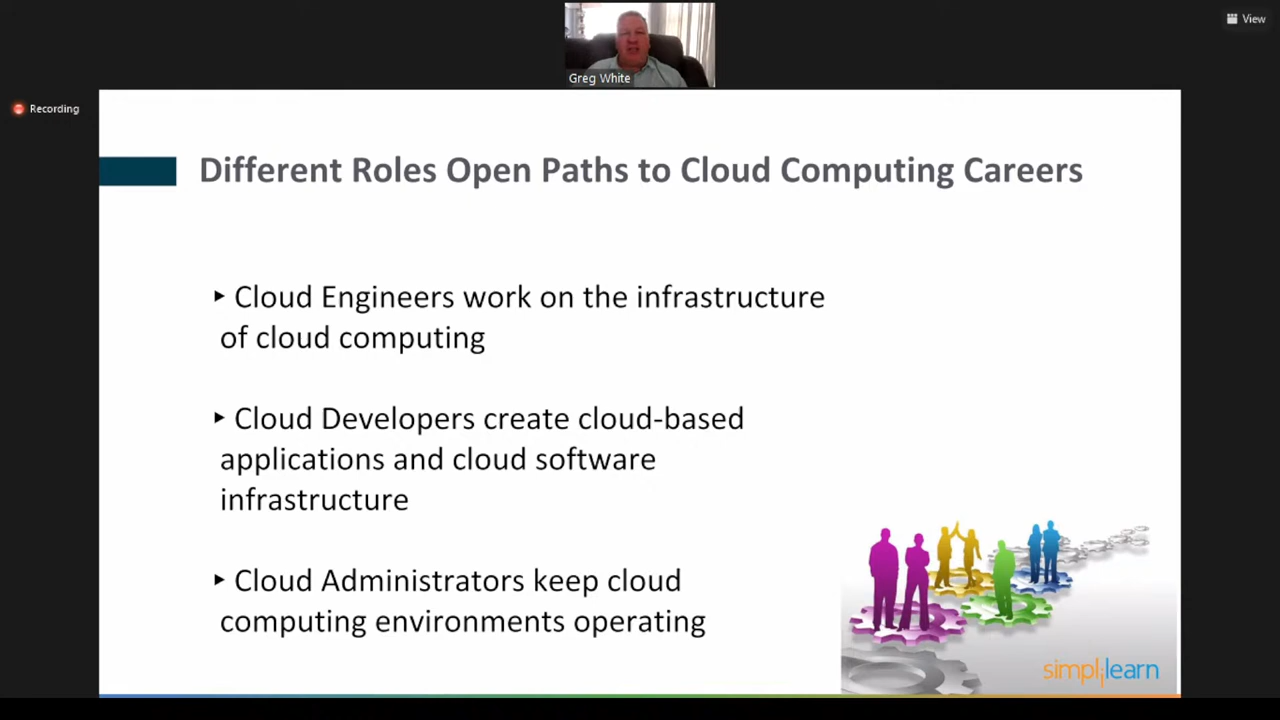 View
Greg White
Recording
Different Roles Open Paths to Cloud Computing Careers
‣ Cloud Engineers work on the infrastructure
of cloud computing
‣ Cloud Developers create cloud-based
applications and cloud software
infrastructure
‣ Cloud Administrators keep cloud
computing environments operating
simplilearn